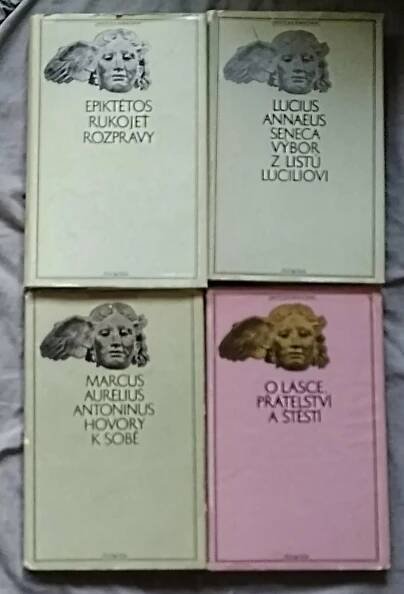 EPIKTÉTOS
RUKOJEŤ
ROZPRAVY
LUCIUS
ANNAEUS
SENECA
VÝBOR
Z LISTŮ
LUCILIOVI
MARCUS
AURELIUS
ANTONINUS
HOVORY
K SOBĚ
O LÁSCE,
PŘÁTELSTVÍ
A ŠTĚSTÍ